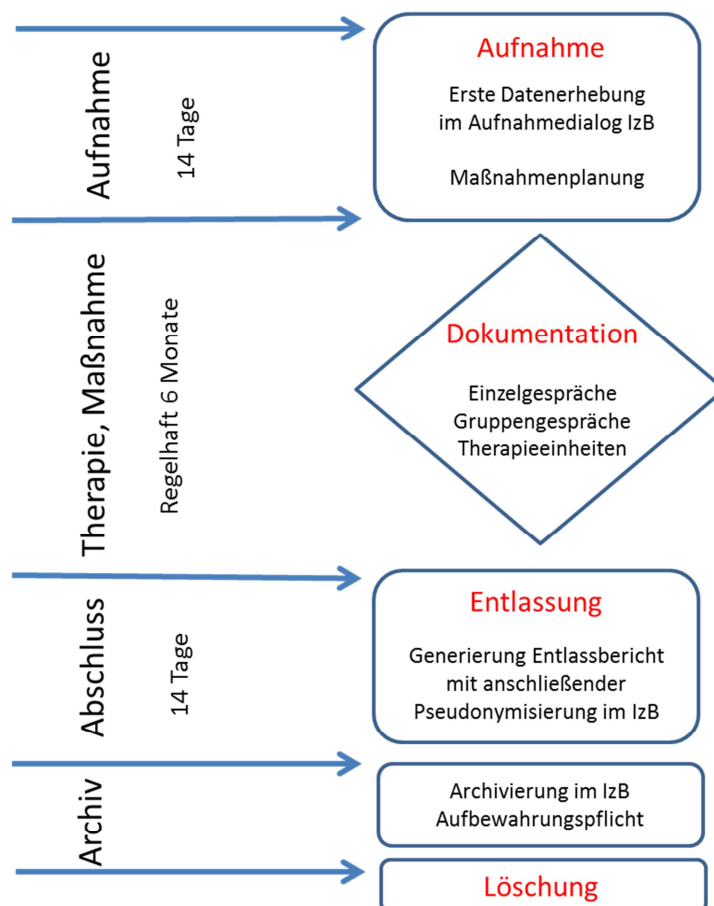 Aufnahme
14 Tage
Aufnahme
Erste Datenerhebung
im Aufnahmedialog IzB
Maßnahmenplanung
Therapie, Maßnahme
Regelhaft 6 Monate
Dokumentation
Einzelgespräche
Gruppengespräche
Therapieeinheiten
Abschluss
14 Tage
Entlassung
Generierung Entlassbericht
mit anschließender
Pseudonymisierung im IzB
Archiv
Archivierung im IzB
Aufbewahrungspflicht
Löschung